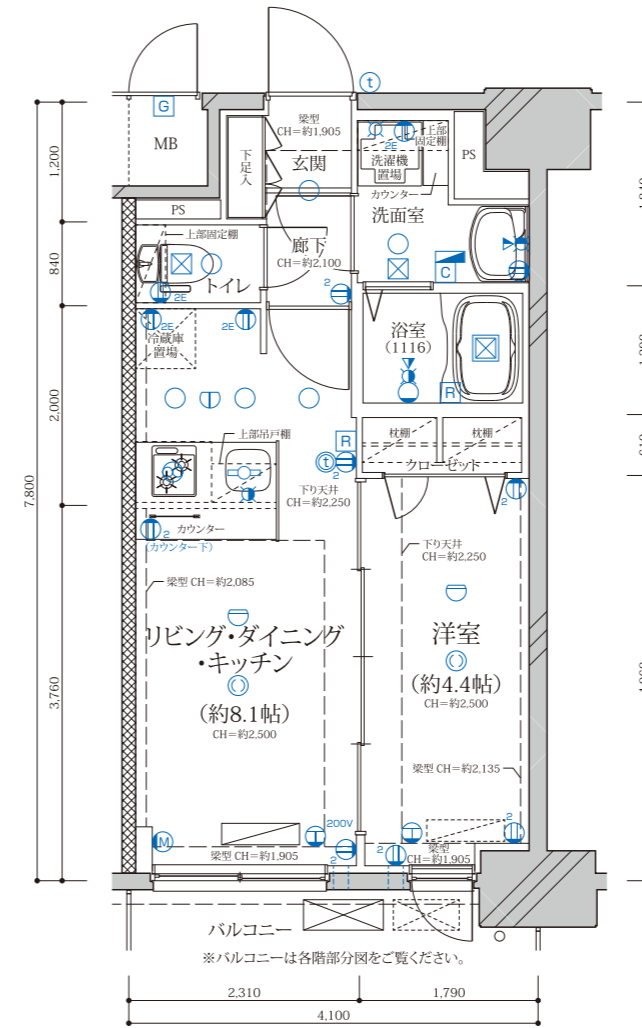 t
G
MB
梁型
CH=約1,905
下足入
玄関
2E
上部
固定棚
洗濯機
置場
カウンター
PS
洗面室
1,200
PS
上部固定棚
廊下
CH=約2,100
トイレ
2E
2
C
840
浴室
(1116)
R
2E
2E
冷蔵庫
置場
2,000
7,800
枕棚
枕棚
クローゼット
R
t
2
上部吊戸棚
下り天井
CH=約2,250
カウンター
2
(カウンター下)
2
下り天井
CH=約2,250
梁型 CH=約2,085
リビング・ダイニング
・キッチン
(約8.1帖)
CH=約2,500
洋室
(約4.4帖)
CH=約2,500
3,760
梁型 CH=約2,135
M
200V
2
2
2
梁型 CH=約1,905
梁型
CH=約1,905
バルコニー
※バルコニーは各階部分図をご覧ください。
2,310
1,790
4,100